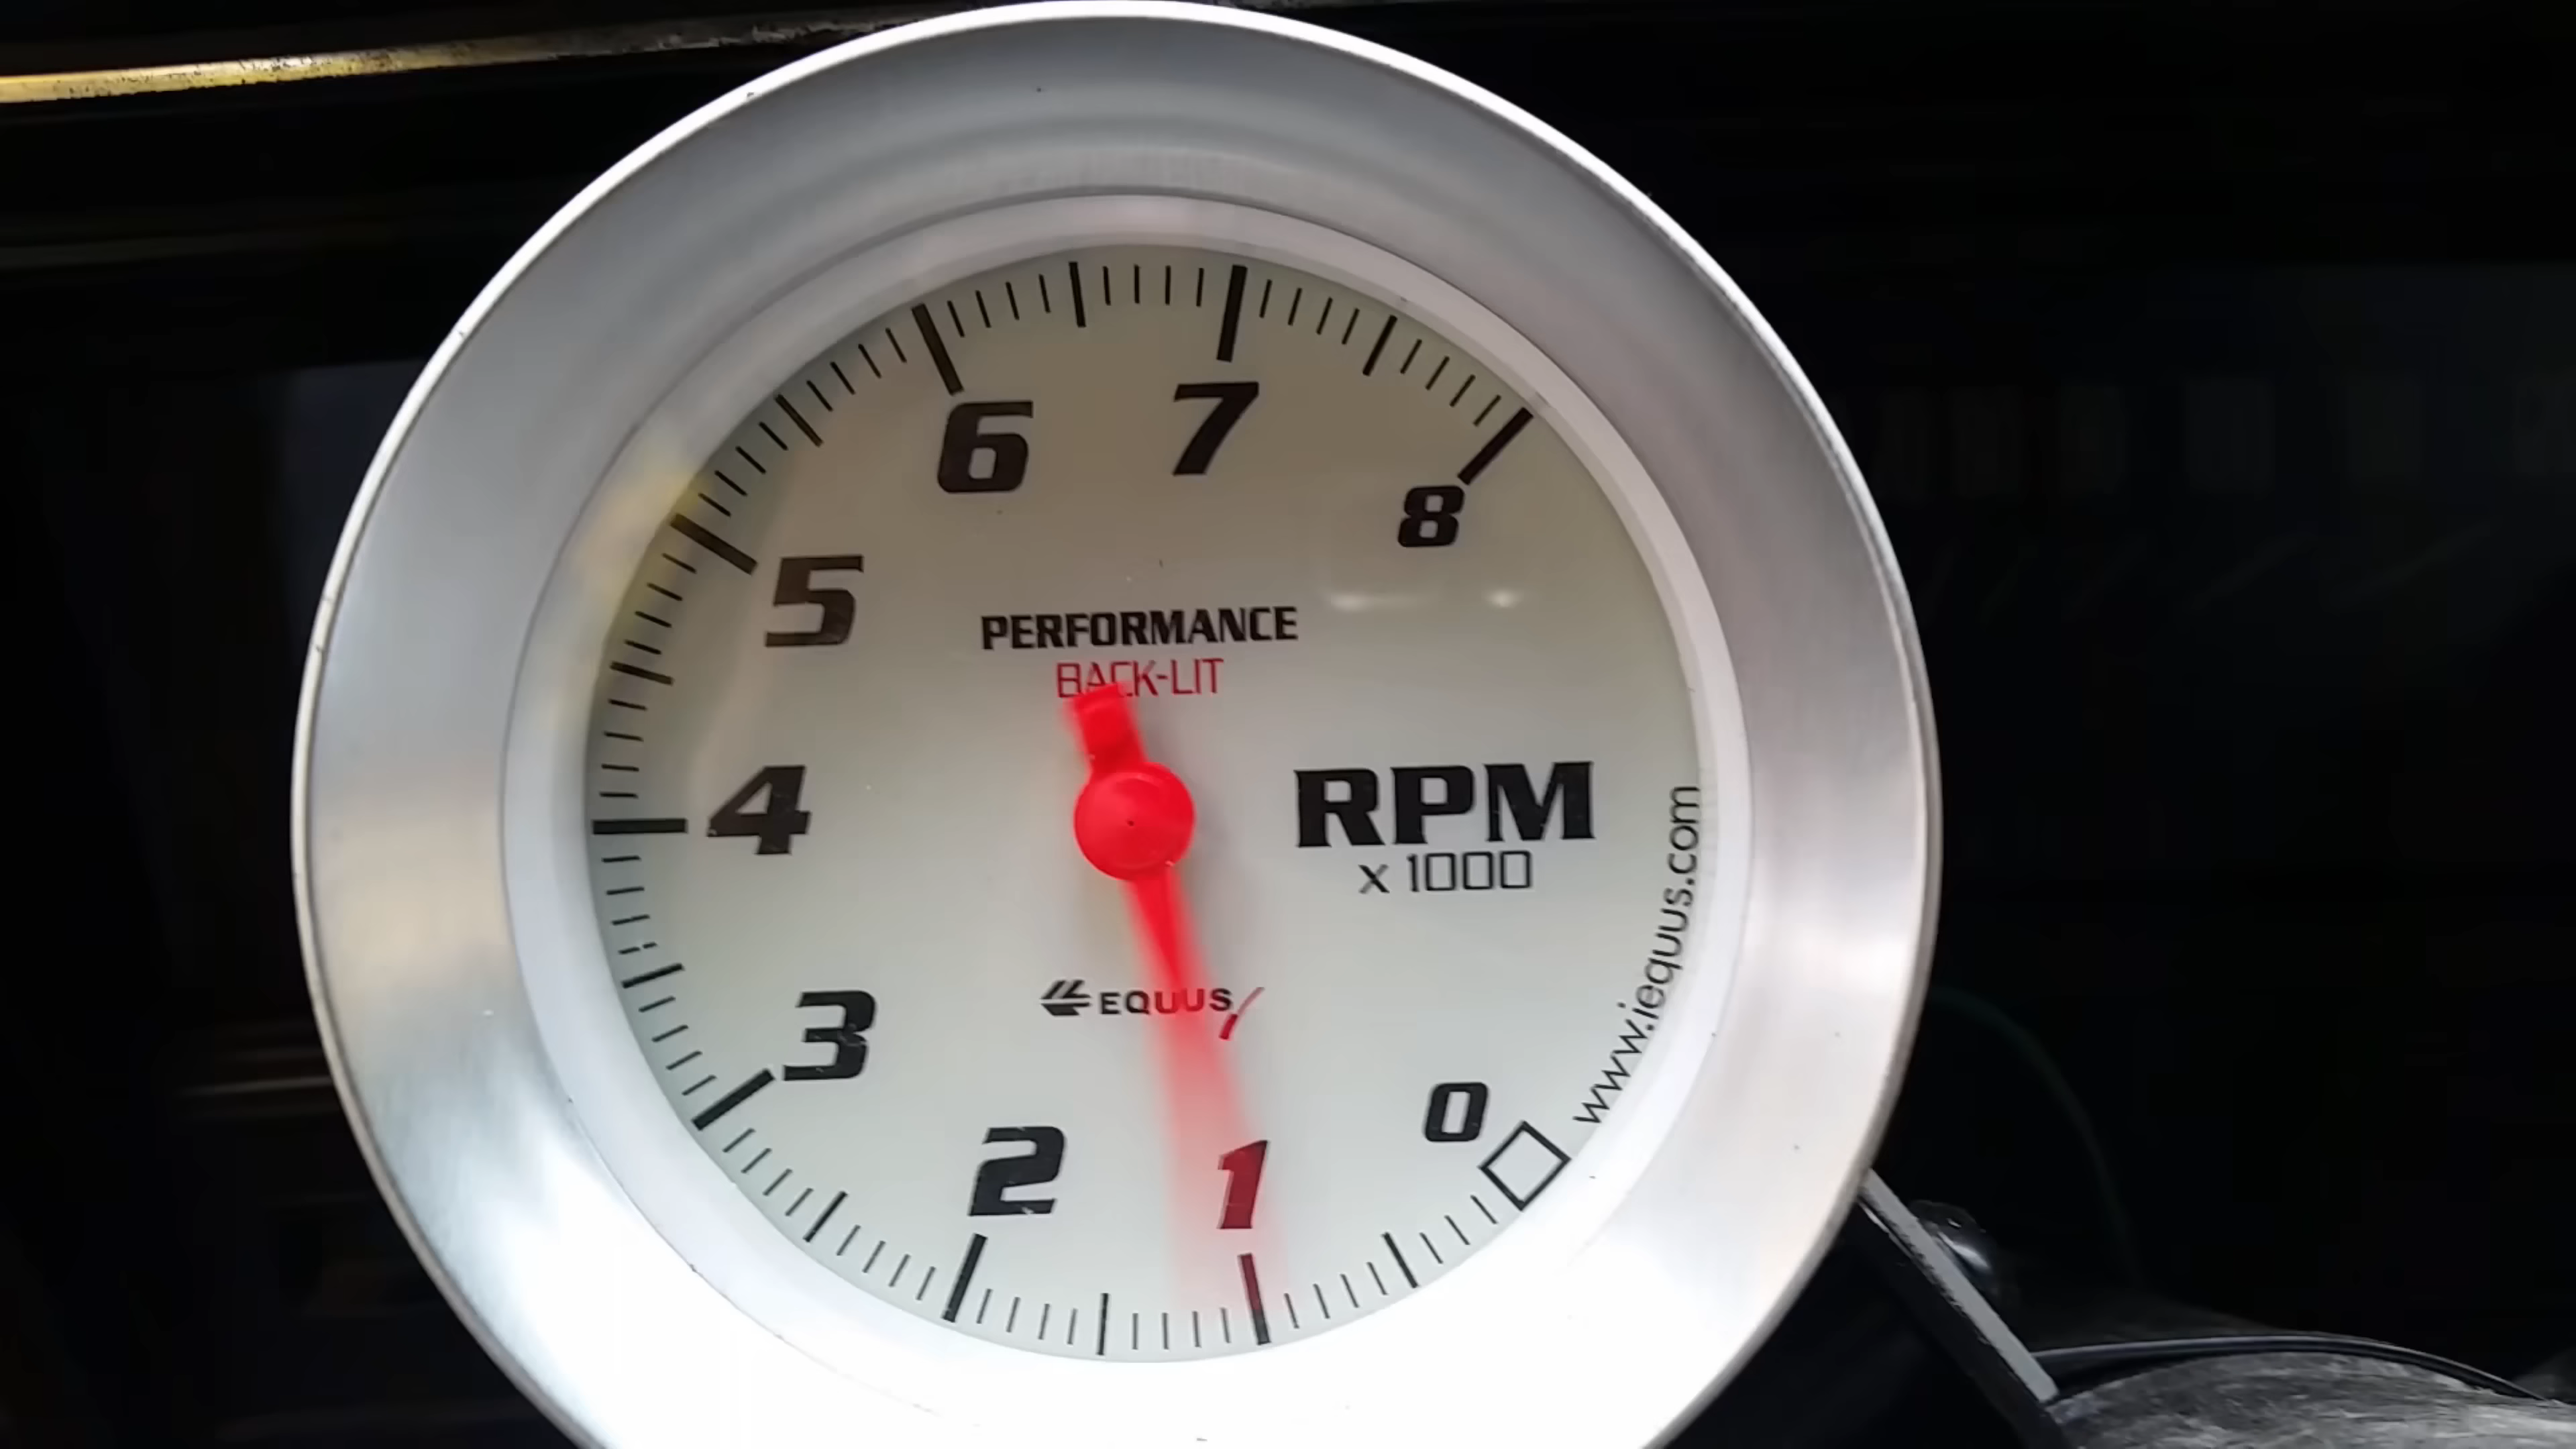 6 7
8
5
PERFORMANCE
BACK-LIT
4
RPM
x 1000
www.iequus.com
EQUUS
3
0
2 1